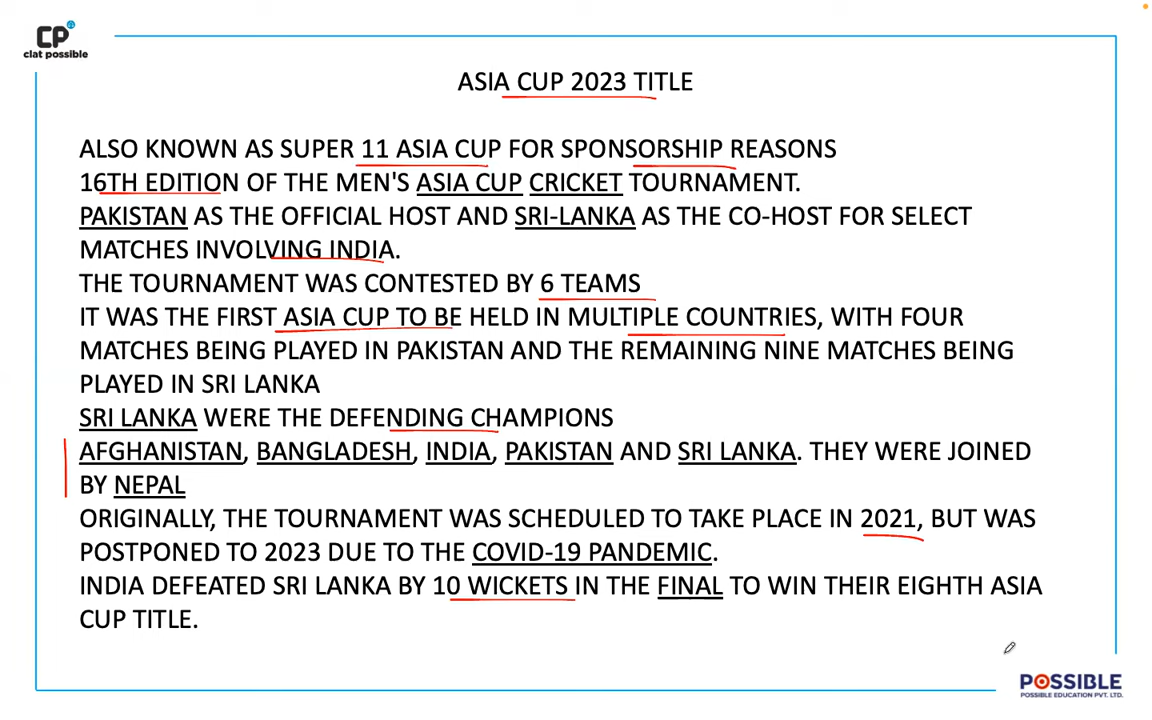 CP
clat possible
ASIA CUP 2023 TITLE
ALSO KNOWN AS SUPER 11 ASIA CUP FOR SPONSORSHIP REASONS
16TH EDITION OF THE MEN'S ASIA CUP CRICKET TOURNAMENT.
PAKISTAN AS THE OFFICIAL HOST AND SRI-LANKA AS THE CO-HOST FOR SELECT
MATCHES INVOLVING INDIA.
THE TOURNAMENT WAS CONTESTED BY 6 TEAMS
IT WAS THE FIRST ASIA CUP TO BE HELD IN MULTIPLE COUNTRIES, WITH FOUR
MATCHES BEING PLAYED IN PAKISTAN AND THE REMAINING NINE MATCHES BEING
PLAYED IN SRI LANKA
SRI LANKA WERE THE DEFENDING CHAMPIONS
AFGHANISTAN, BANGLADESH, INDIA, PAKISTAN AND SRI LANKA. THEY WERE JOINED
BY NEPAL
ORIGINALLY, THE TOURNAMENT WAS SCHEDULED TO TAKE PLACE IN 2021, BUT WAS
POSTPONED TO 2023 DUE TO THE COVID-19 PANDEMIC.
INDIA DEFEATED SRI LANKA BY 10 WICKETS IN THE FINAL TO WIN THEIR EIGHTH ASIA
CUP TITLE.
POSSIBLE
POSSIBLE EDUCATION PVT. LTD.